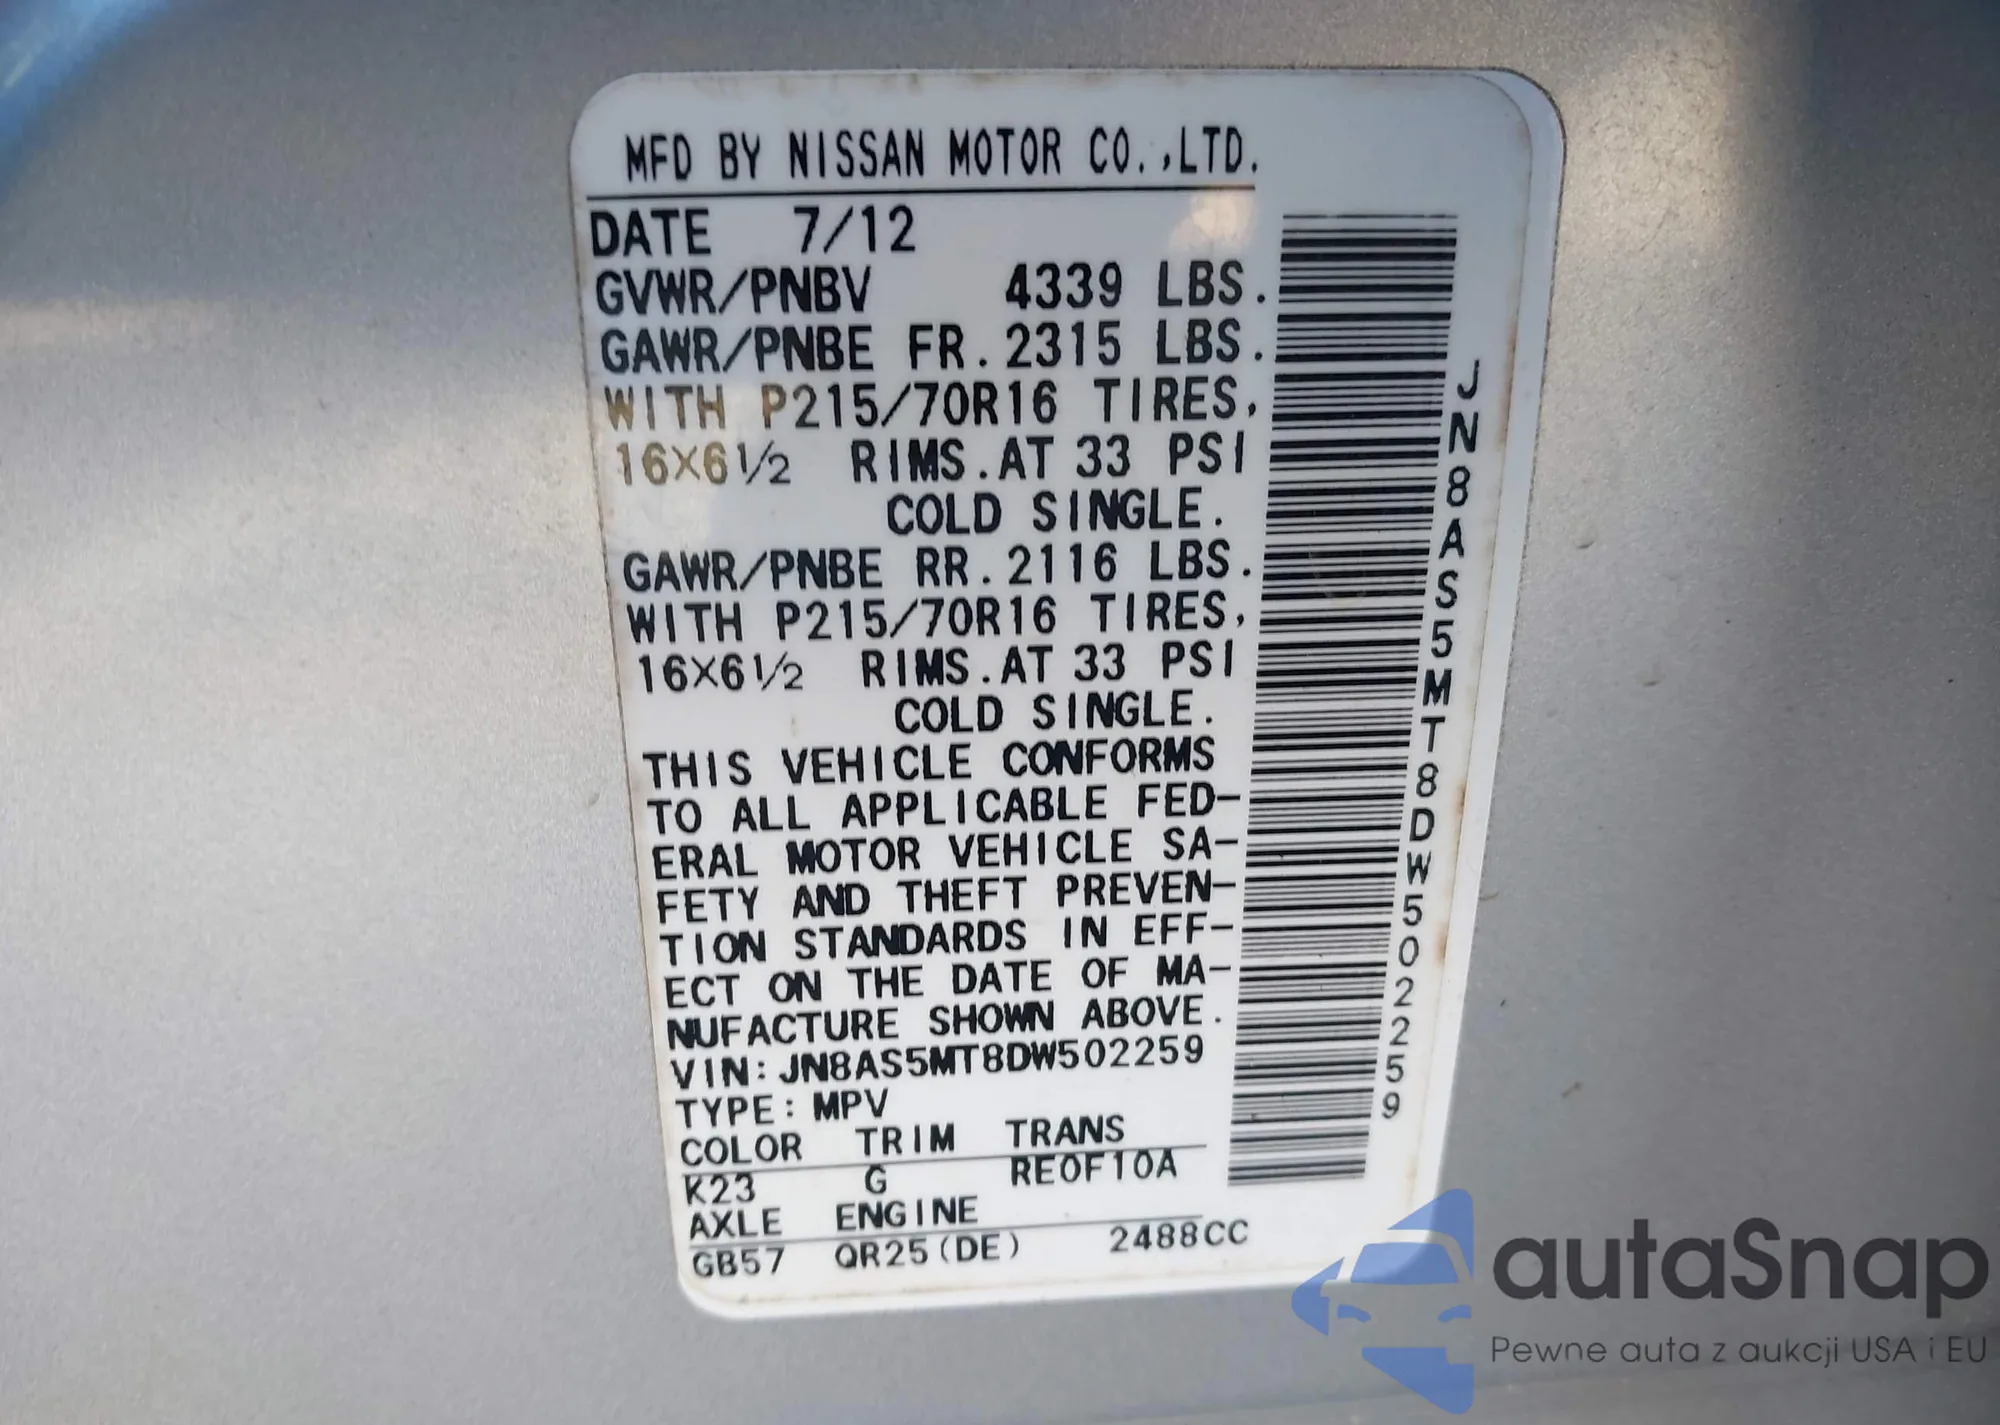 MFD BY NISSAN MOTOR CO.,LTD.
DATE 7/12
GVWR/PNBV 4339 LBS.
GAWR/PNBE FR. 2315 LBS.
WITH P215/70R16 TIRES,
16X6 1/2 RIMS. AT 33 PSI
COLD SINGLE.
GAWR/PNBE RR. 2116 LBS.
WITH P215/70R16 TIRES,
16X6 1/2 RIMS. AT 33 PSI
COLD SINGLE.
THIS VEHICLE CONFORMS
TO ALL APPLICABLE FED-
ERAL MOTOR VEHICLE SA-
FETY AND THEFT PREVEN-
TION STANDARDS IN EFF-
ECT ON THE DATE OF MA-
NUFACTURE SHOWN ABOVE.
VIN: JN8AS5MT8DW502259
TYPE: MPV
COLOR TRIM TRANS
K23 G RE0F10A
AXLE ENGINE
GB57 QR25(DE) 2488CC
JN8AS5MT8DW502259
autaSnap
Pewne auta z aukcji USA i EU